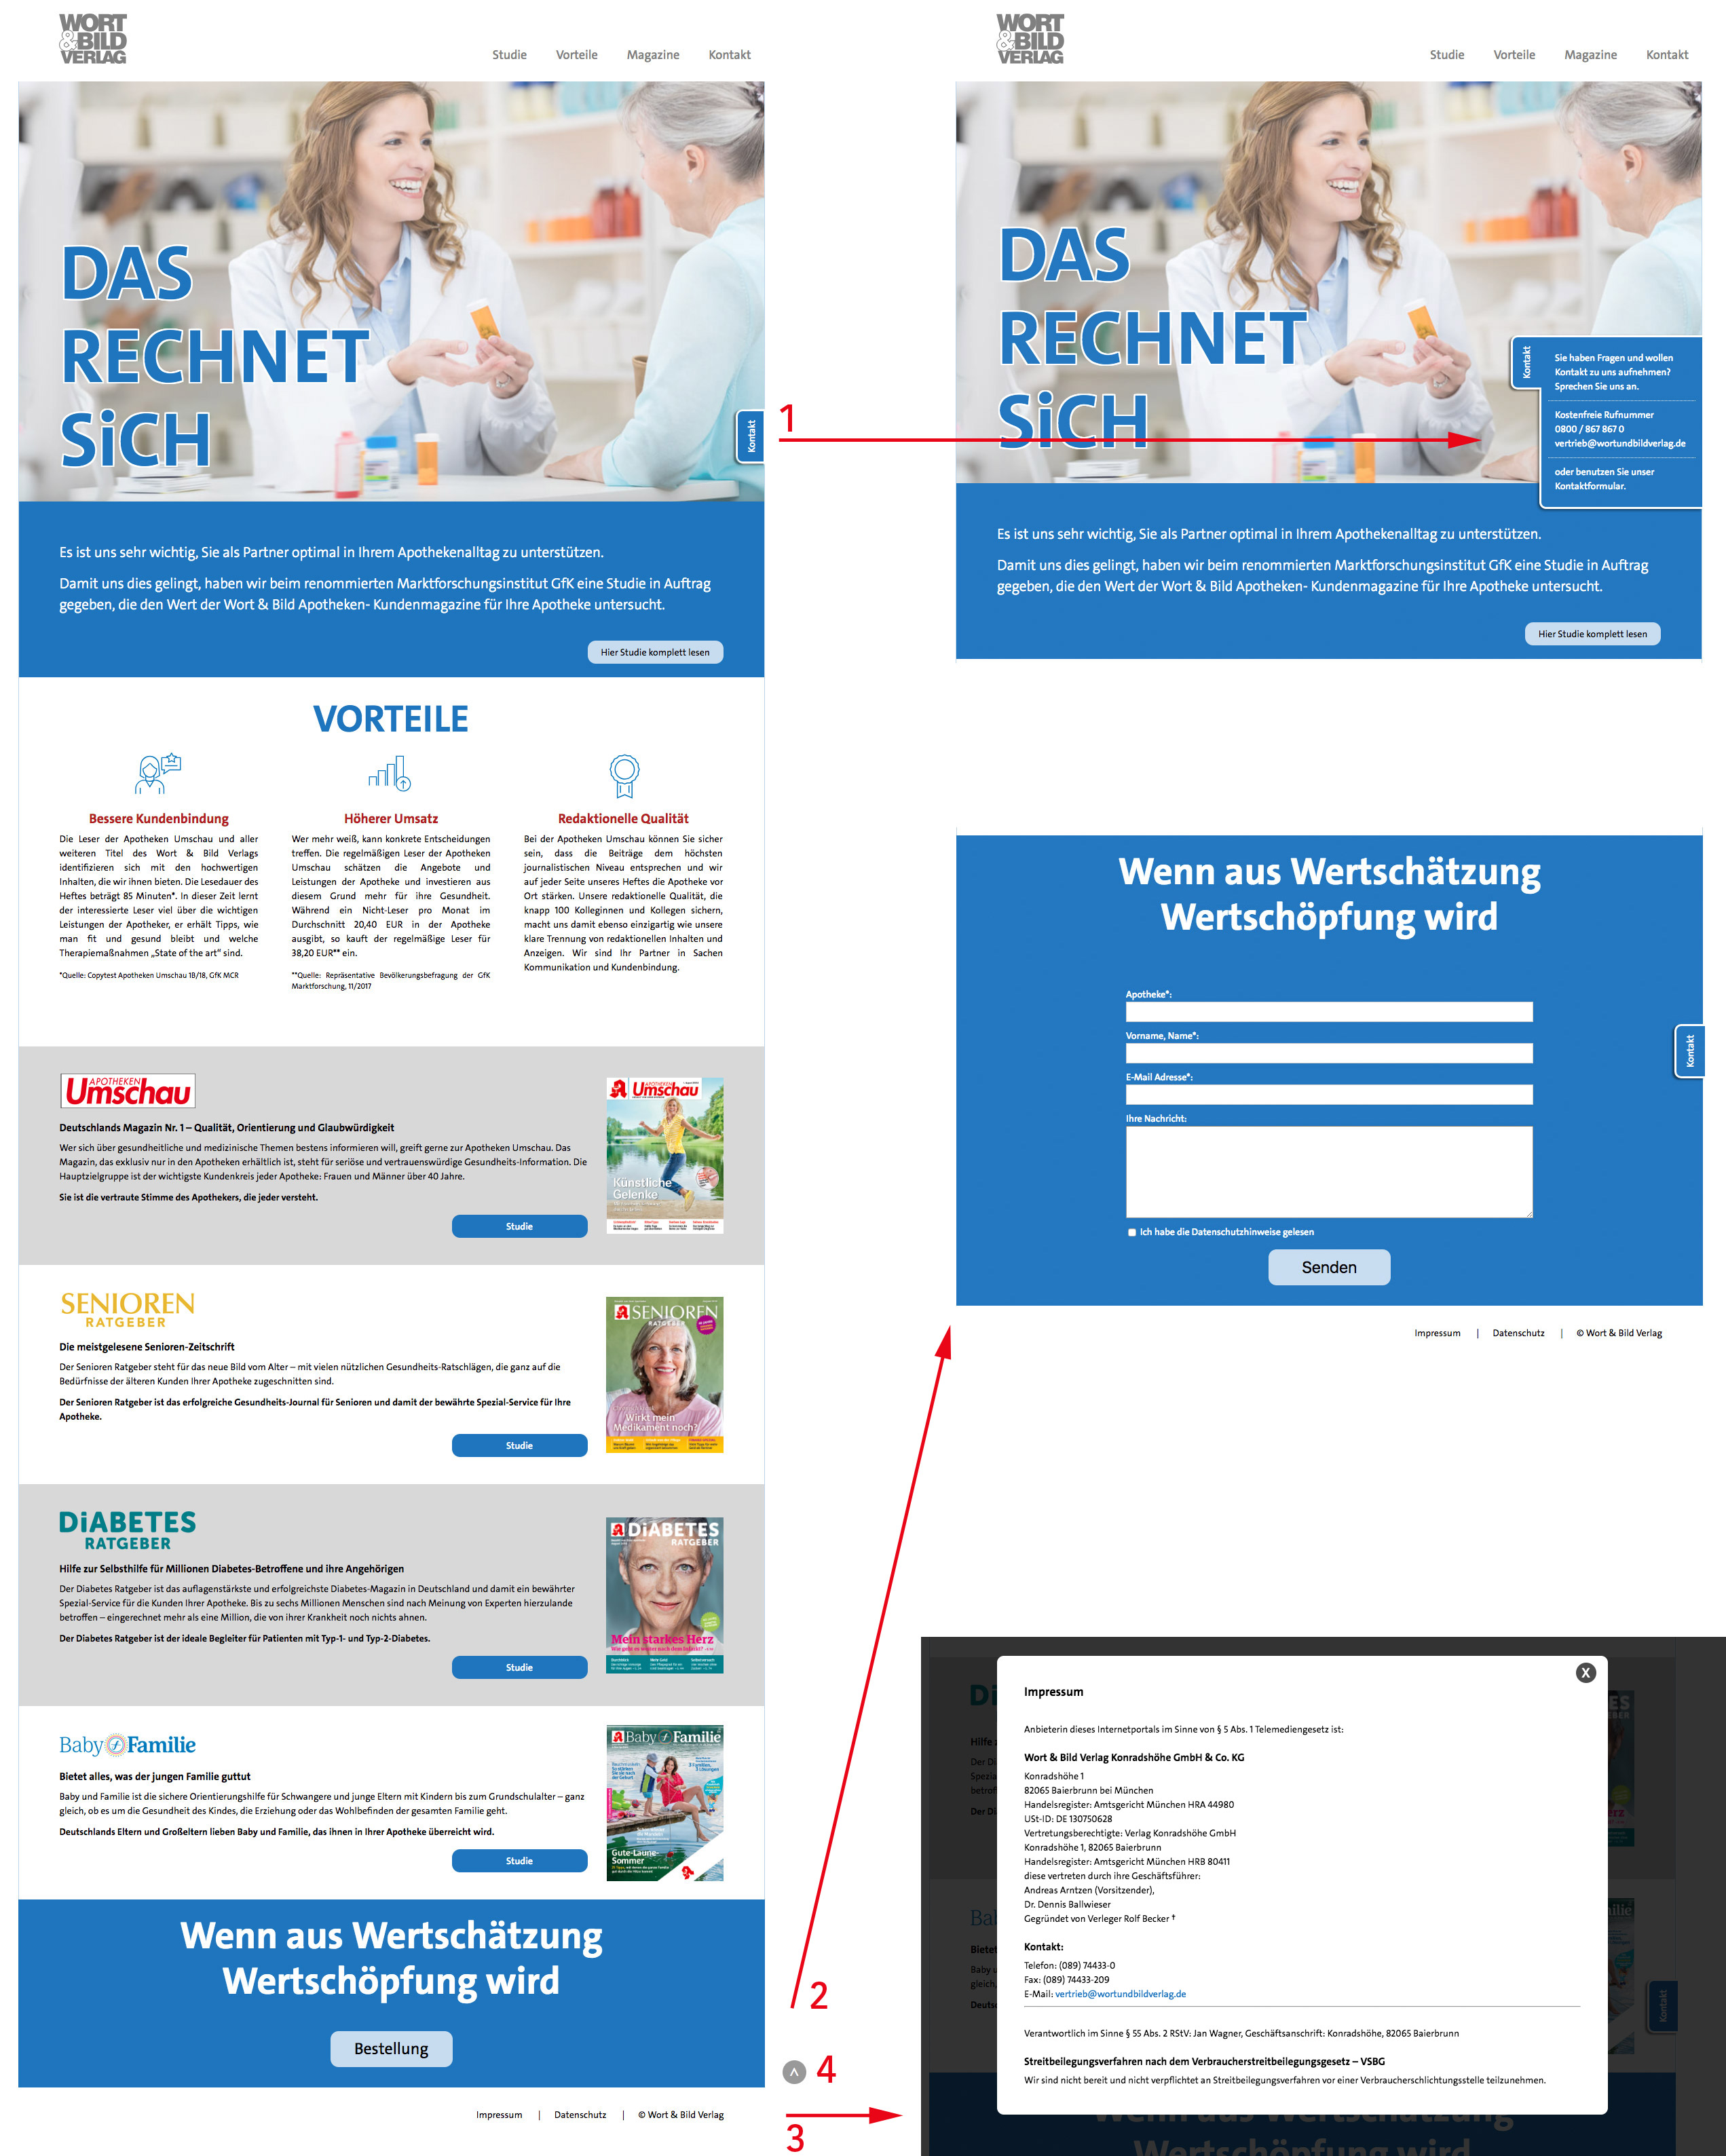 WORT
&BILD
VERLAG
Studie
Vorteile
Magazine
Kontakt
DAS
RECHNET
SiCH
Kontakt
1
Es ist uns sehr wichtig, Sie als Partner optimal in Ihrem Apothekenalltag zu unterstützen.
Damit uns dies gelingt, haben wir beim renommierten Marktforschungsinstitut GfK eine Studie in Auftrag
gegeben, die den Wert der Wort & Bild Apotheken- Kundenmagazine für Ihre Apotheke untersucht.
Hier Studie komplett lesen
VORTEILE
Bessere Kundenbindung
Die Leser der Apotheken Umschau und aller
weiteren Titel des Wort & Bild Verlags
identifizieren sich mit den hochwertigen
Inhalten, die wir ihnen bieten. Die Lesedauer des
Heftes beträgt 85 Minuten*. In dieser Zeit lernt
der interessierte Leser viel über die wichtigen
Leistungen der Apotheker, er erhält Tipps, wie
man fit und gesund bleibt und welche
Therapiemaßnahmen „State of the art“ sind.
*Quelle: Copytest Apotheken Umschau 1B/18, GfK MCR
Höherer Umsatz
Wer mehr weiß, kann konkrete Entscheidungen
treffen. Die regelmäßigen Leser der Apotheken
Umschau schätzen die Angebote und
Leistungen der Apotheke und investieren aus
diesem Grund mehr für ihre Gesundheit.
Während ein Nicht-Leser pro Monat im
Durchschnitt 20,40 EUR in der Apotheke
ausgibt, so kauft der regelmäßige Leser für
38,20 EUR** ein.
**Quelle: Repräsentative Bevölkerungsbefragung der GfK
Marktforschung, 11/2017
Redaktionelle Qualität
Bei der Apotheken Umschau können Sie sicher
sein, dass die Beiträge dem höchsten
journalistischen Niveau entsprechen und wir
auf jeder Seite unseres Heftes die Apotheke vor
Ort stärken. Unsere redaktionelle Qualität, die
knapp 100 Kolleginnen und Kollegen sichern,
macht uns damit ebenso einzigartig wie unsere
klare Trennung von redaktionellen Inhalten und
Anzeigen. Wir sind Ihr Partner in Sachen
Kommunikation und Kundenbindung.
APOTHEKEN
Umschau
Deutschlands Magazin Nr. 1 – Qualität, Orientierung und Glaubwürdigkeit
Wer sich über gesundheitliche und medizinische Themen bestens informieren will, greift gerne zur Apotheken Umschau. Das
Magazin, das exklusiv nur in den Apotheken erhältlich ist, steht für seriöse und vertrauenswürdige Gesundheits-Information. Die
Hauptzielgruppe ist der wichtigste Kundenkreis jeder Apotheke: Frauen und Männer über 40 Jahre.
Sie ist die vertraute Stimme des Apothekers, die jeder versteht.
Studie
APOTHEKEN
Umschau
Künstliche
Gelenke
SENIOREN
RATGEBER
Die meistgelesene Senioren-Zeitschrift
Der Senioren Ratgeber steht für das neue Bild vom Alter – mit vielen nützlichen Gesundheits-Ratschlägen, die ganz auf die
Bedürfnisse der älteren Kunden Ihrer Apotheke zugeschnitten sind.
Der Senioren Ratgeber ist das erfolgreiche Gesundheits-Journal für Senioren und damit der bewährte Spezial-Service für Ihre
Apotheke.
Studie
SENIOREN
RATGEBER
Wirkt mein
Medikament noch?
DiABETES
RATGEBER
Hilfe zur Selbsthilfe für Millionen Diabetes-Betroffene und ihre Angehörigen
Der Diabetes Ratgeber ist das auflagenstärkste und erfolgreichste Diabetes-Magazin in Deutschland und damit ein bewährter
Spezial-Service für die Kunden Ihrer Apotheke. Bis zu sechs Millionen Menschen sind nach Meinung von Experten hierzulande
betroffen – eingerechnet mehr als eine Million, die von ihrer Krankheit noch nichts ahnen.
Der Diabetes Ratgeber ist der ideale Begleiter für Patienten mit Typ-1- und Typ-2-Diabetes.
Studie
DiABETES
RATGEBER
Mein starkes Herz
Baby & Familie
Bietet alles, was der jungen Familie guttut
Baby und Familie ist die sichere Orientierungshilfe für Schwangere und junge Eltern mit Kindern bis zum Grundschulalter – ganz
gleich, ob es um die Gesundheit des Kindes, die Erziehung oder das Wohlbefinden der gesamten Familie geht.
Deutschlands Eltern und Großeltern lieben Baby und Familie, das ihnen in Ihrer Apotheke überreicht wird.
Studie
Baby & Familie
Gute-Laune-
Sommer
Wenn aus Wertschätzung
Wertschöpfung wird
Bestellung
2
4
3
Impressum | Datenschutz | © Wort & Bild Verlag
WORT
&BILD
VERLAG
Studie
Vorteile
Magazine
Kontakt
DAS
RECHNET
SiCH
Kontakt
Sie haben Fragen und wollen
Kontakt zu uns aufnehmen?
Sprechen Sie uns an.
Kostenfreie Rufnummer
0800 / 867 867 0
vertrieb@wortundbildverlag.de
oder benutzen Sie unser
Kontaktformular.
Es ist uns sehr wichtig, Sie als Partner optimal in Ihrem Apothekenalltag zu unterstützen.
Damit uns dies gelingt, haben wir beim renommierten Marktforschungsinstitut GfK eine Studie in Auftrag
gegeben, die den Wert der Wort & Bild Apotheken- Kundenmagazine für Ihre Apotheke untersucht.
Hier Studie komplett lesen
Wenn aus Wertschätzung
Wertschöpfung wird
Apotheke*:
Vorname, Name*:
E-Mail Adresse*:
Ihre Nachricht:
Ich habe die Datenschutzhinweise gelesen
Senden
Kontakt
Impressum | Datenschutz | © Wort & Bild Verlag
X
Impressum
Anbieterin dieses Internetportals im Sinne von § 5 Abs. 1 Telemediengesetz ist:
Wort & Bild Verlag Konradshöhe GmbH & Co. KG
Konradshöhe 1
82065 Baierbrunn bei München
Handelsregister: Amtsgericht München HRA 44980
USt-ID: DE 130750628
Vertretungsberechtigte: Verlag Konradshöhe GmbH
Konradshöhe 1, 82065 Baierbrunn
Handelsregister: Amtsgericht München HRB 80411
diese vertreten durch ihre Geschäftsführer:
Andreas Arntzen (Vorsitzender),
Dr. Dennis Ballwieser
Gegründet von Verleger Rolf Becker †
Kontakt:
Telefon: (089) 74433-0
Fax: (089) 74433-209
E-Mail: vertrieb@wortundbildverlag.de
Verantwortlich im Sinne § 55 Abs. 2 RStV: Jan Wagner, Geschäftsanschrift: Konradshöhe, 82065 Baierbrunn
Streitbeilegungsverfahren nach dem Verbraucherstreitbeilegungsgesetz – VSBG
Wir sind nicht bereit und nicht verpflichtet an Streitbeilegungsverfahren vor einer Verbraucherschlichtungsstelle teilzunehmen.
Kontakt
Wenn aus Wertschätzung
Wertschöpfung wird